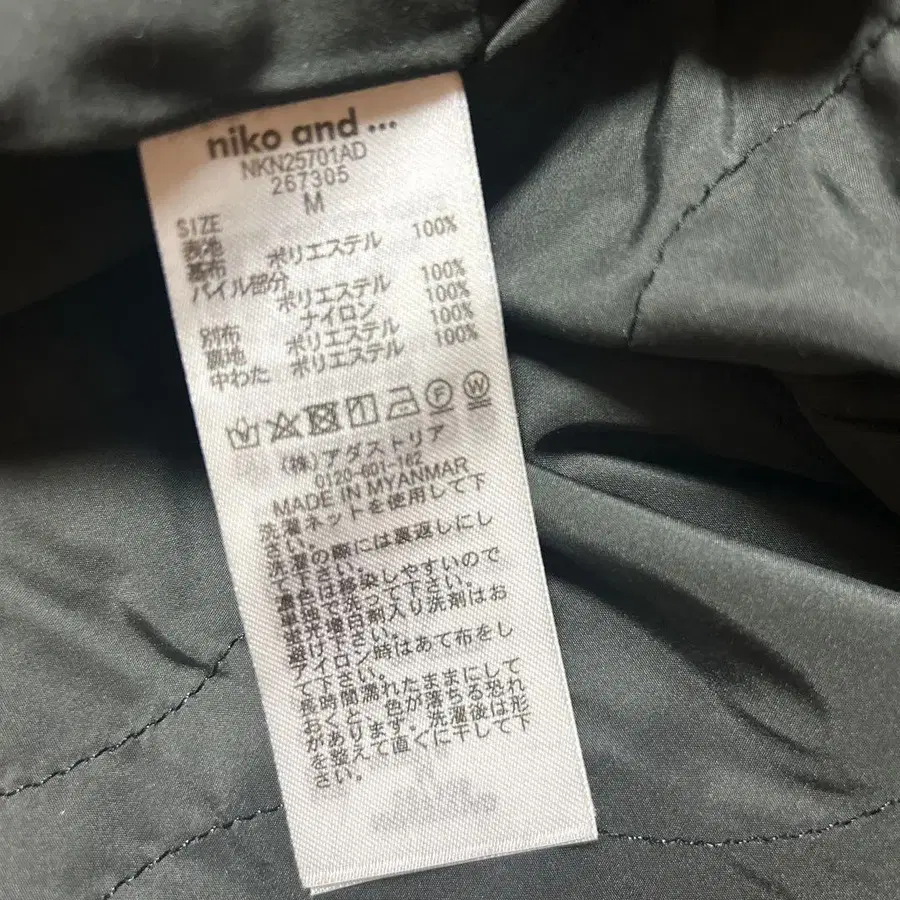 niko and ...
NKN25701AD
267305
M
SIZE
表地
基布 ポリエステル 100%
パイル部分
ポリエステル 100%
別布 ナイロン 100%
裏地 ポリエステル 100%
中わた ポリエステル 100%
F W
(株)アダストリア
0120-601-162
MADE IN MYANMAR
洗濯ネットを使用して下
さい。
洗濯の際には裏返しにし
て下さい。
濃色は移染しやすいので
単独で洗って下さい。
蛍光増白剤入り洗剤はお
避け下さい。
アイロン時はあて布をし
て下さい。
長時間濡れたままにして
おくと、色が落ちる恐れ
があります。洗濯後は形
を整えて直ぐに干して下
さい。